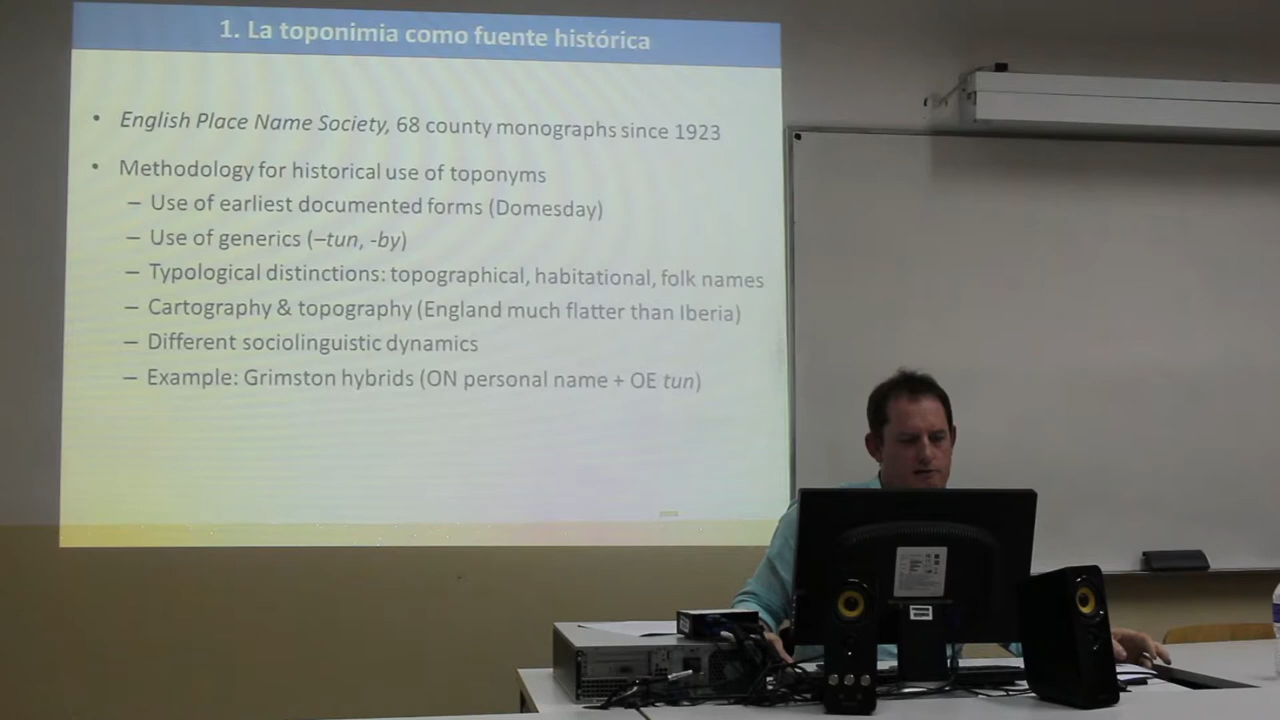 1. La toponimia como fuente histórica
• English Place Name Society, 68 county monographs since 1923
• Methodology for historical use of toponyms
– Use of earliest documented forms (Domesday)
– Use of generics (–tun, -by)
– Typological distinctions: topographical, habitational, folk names
– Cartography & topography (England much flatter than Iberia)
– Different sociolinguistic dynamics
– Example: Grimston hybrids (ON personal name + OE tun)